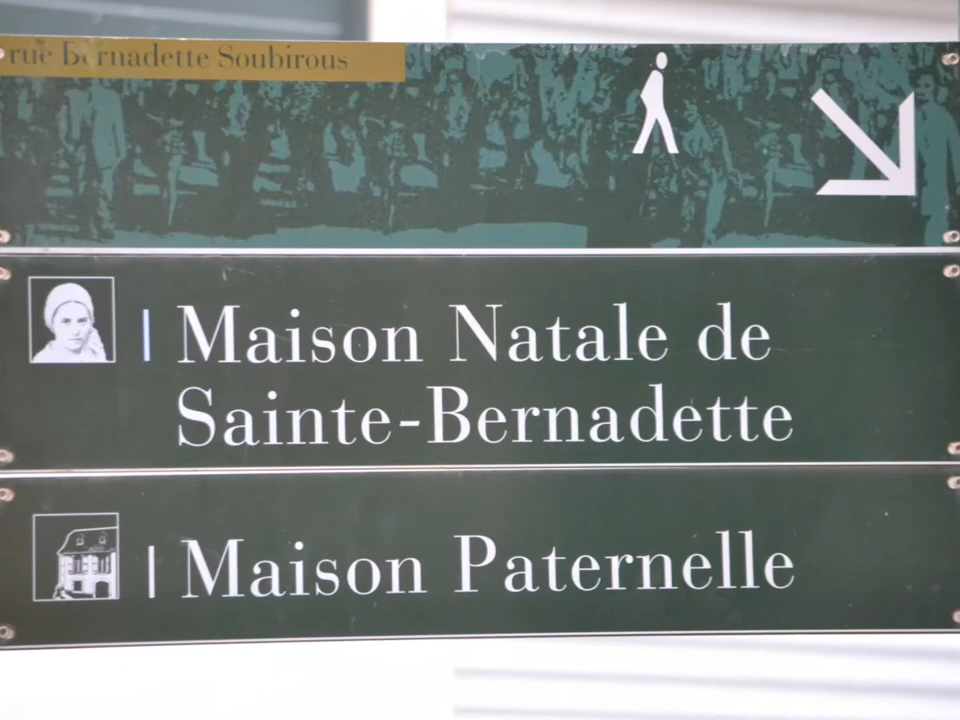 rue Bernadette Soubirous
Maison Natale de
Sainte-Bernadette
Maison Paternelle